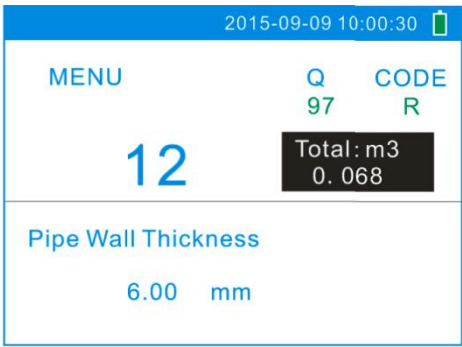 2015-09-09 10:00:30
MENU Q CODE
97 R
12 Total: m3
0. 068
Pipe Wall Thickness
6.00 mm